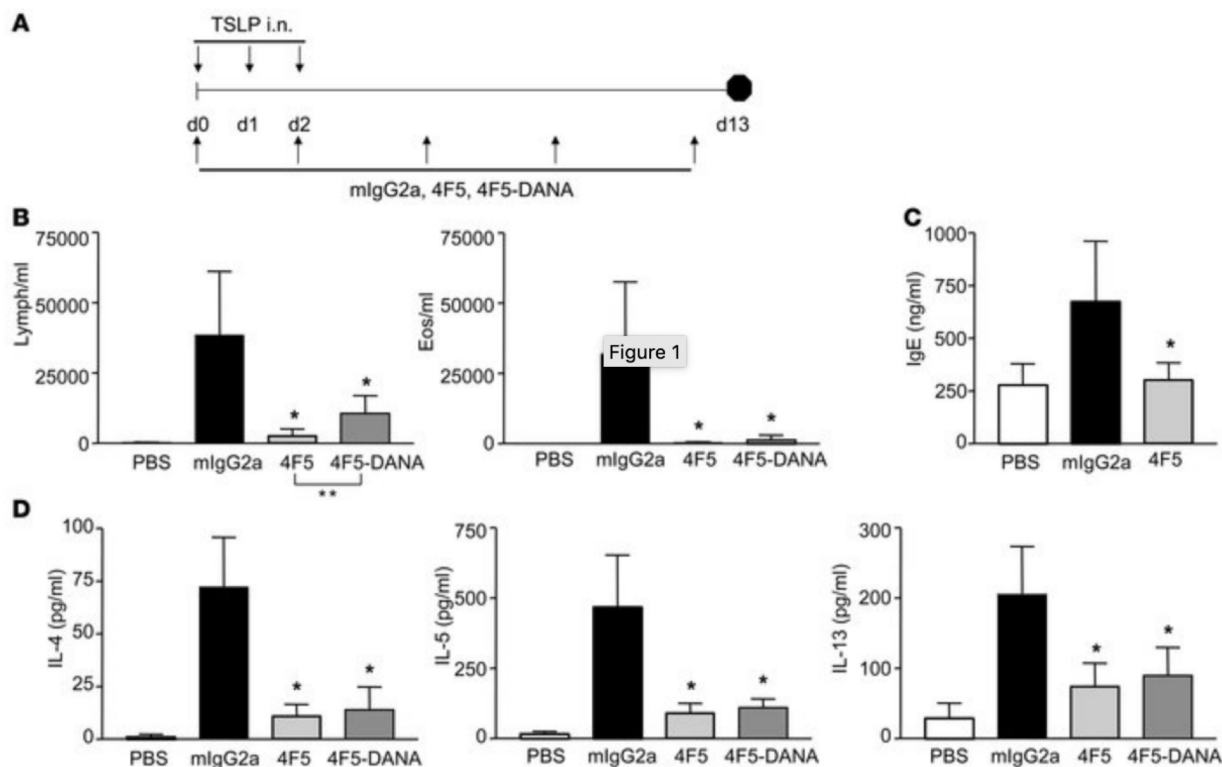 A
TSLP i.n.
d0 d1 d2 d13
mIgG2a, 4F5, 4F5-DANA
B
75000
50000
25000
0
Lymph/ml
PBS mIgG2a 4F5 4F5-DANA
* *
**
75000
50000
25000
0
Eos/ml
Figure 1
* *
PBS mIgG2a 4F5 4F5-DANA
C
1000
750
500
250
0
IgE (ng/ml)
*
PBS mIgG2a 4F5
D
100
75
50
25
0
IL-4 (pg/ml)
* *
PBS mIgG2a 4F5 4F5-DANA
750
500
250
0
IL-5 (pg/ml)
* *
PBS mIgG2a 4F5 4F5-DANA
300
200
100
0
IL-13 (pg/ml)
* *
PBS mIgG2a 4F5 4F5-DANA